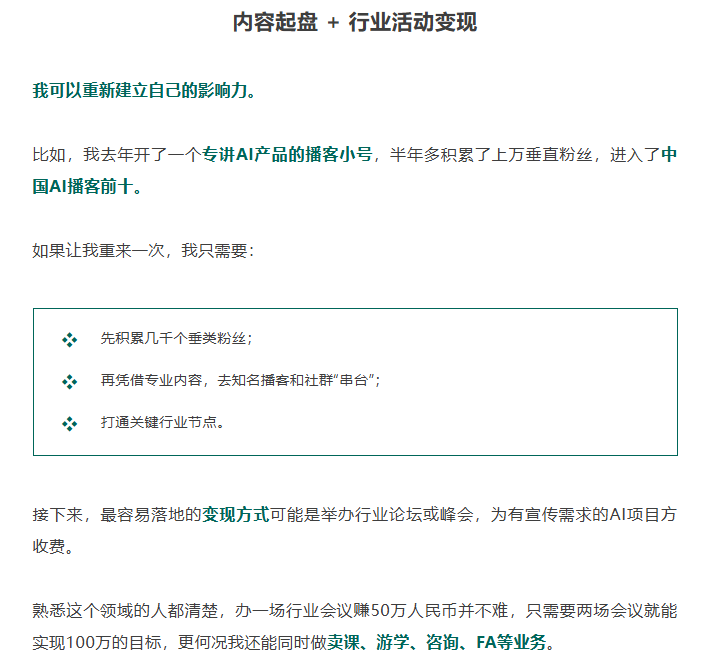 内容起盘 + 行业活动变现
我可以重新建立自己的影响力。
比如，我去年开了一个专讲AI产品的播客小号，半年多积累了上万垂直粉丝，进入了中
国AI播客前十。
如果让我重来一次，我只需要：
先积累几千个垂类粉丝；
再凭借专业内容，去知名播客和社群“串台”；
打通关键行业节点。
接下来，最容易落地的变现方式可能是举办行业论坛或峰会，为有宣传需求的AI项目方
收费。
熟悉这个领域的人都清楚，办一场行业会议赚50万人民币并不难，只需要两场会议就能
实现100万的目标，更何况我还能同时做卖课、游学、咨询、FA等业务。